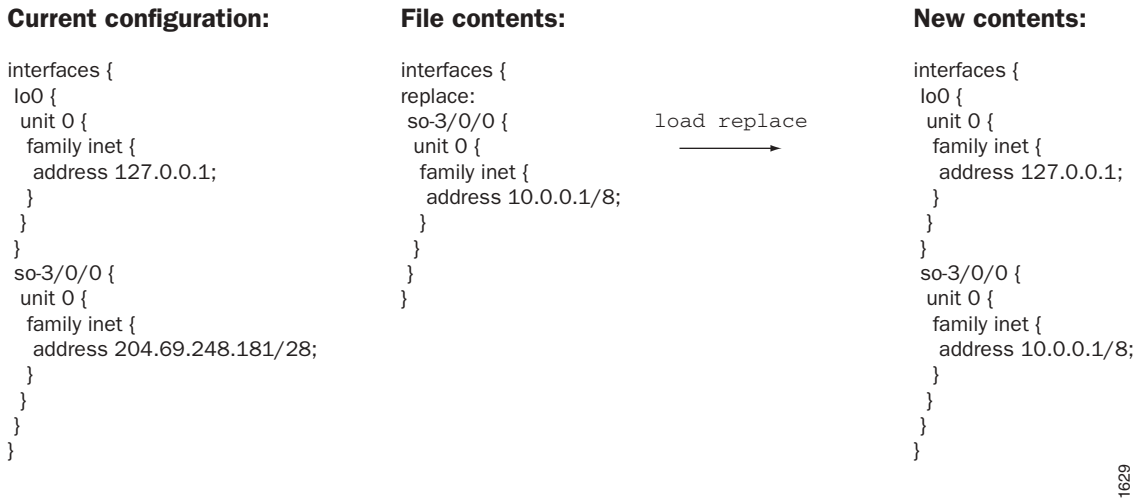 Current configuration:
interfaces {
lo0 {
unit 0 {
family inet {
address 127.0.0.1;
}
}
}
so-3/0/0 {
unit 0 {
family inet {
address 204.69.248.181/28;
}
}
}
}
File contents:
interfaces {
replace:
so-3/0/0 {
unit 0 {
family inet {
address 10.0.0.1/8;
}
}
}
}
load replace
New contents:
interfaces {
lo0 {
unit 0 {
family inet {
address 127.0.0.1;
}
}
}
so-3/0/0 {
unit 0 {
family inet {
address 10.0.0.1/8;
}
}
}
}
1629